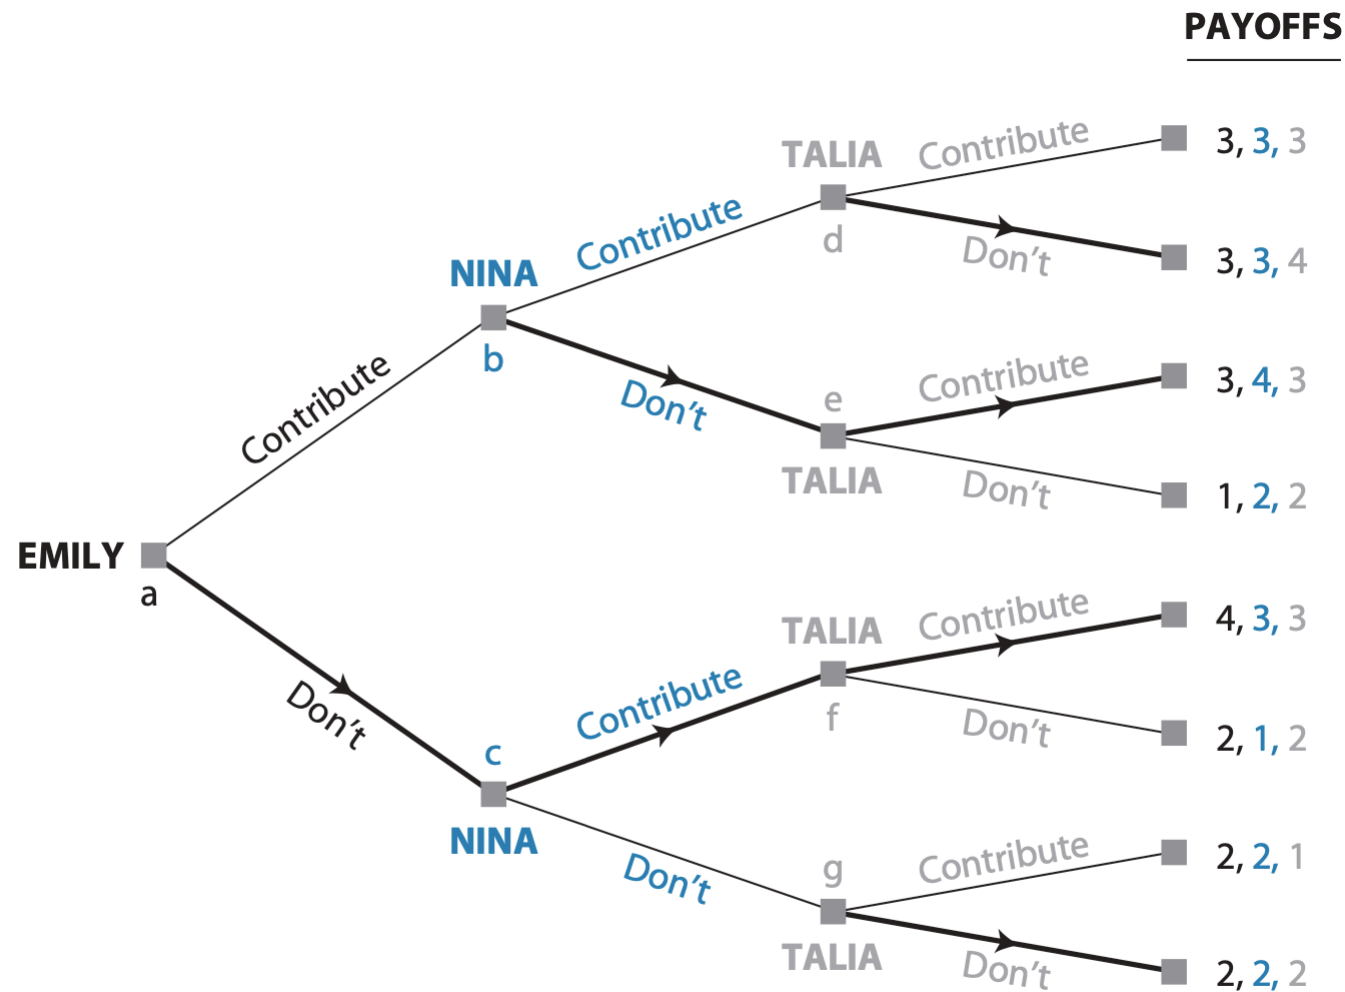 PAYOFFS
TALIA
Contribute
3, 3, 3
d
Don't
3, 3, 4
NINA
Contribute
b
Don't
e
Contribute
3, 4, 3
TALIA
Don't
1, 2, 2
Contribute
EMILY
a
Don't
TALIA
Contribute
4, 3, 3
f
Don't
2, 1, 2
c
Contribute
NINA
Don't
g
Contribute
2, 2, 1
TALIA
Don't
2, 2, 2